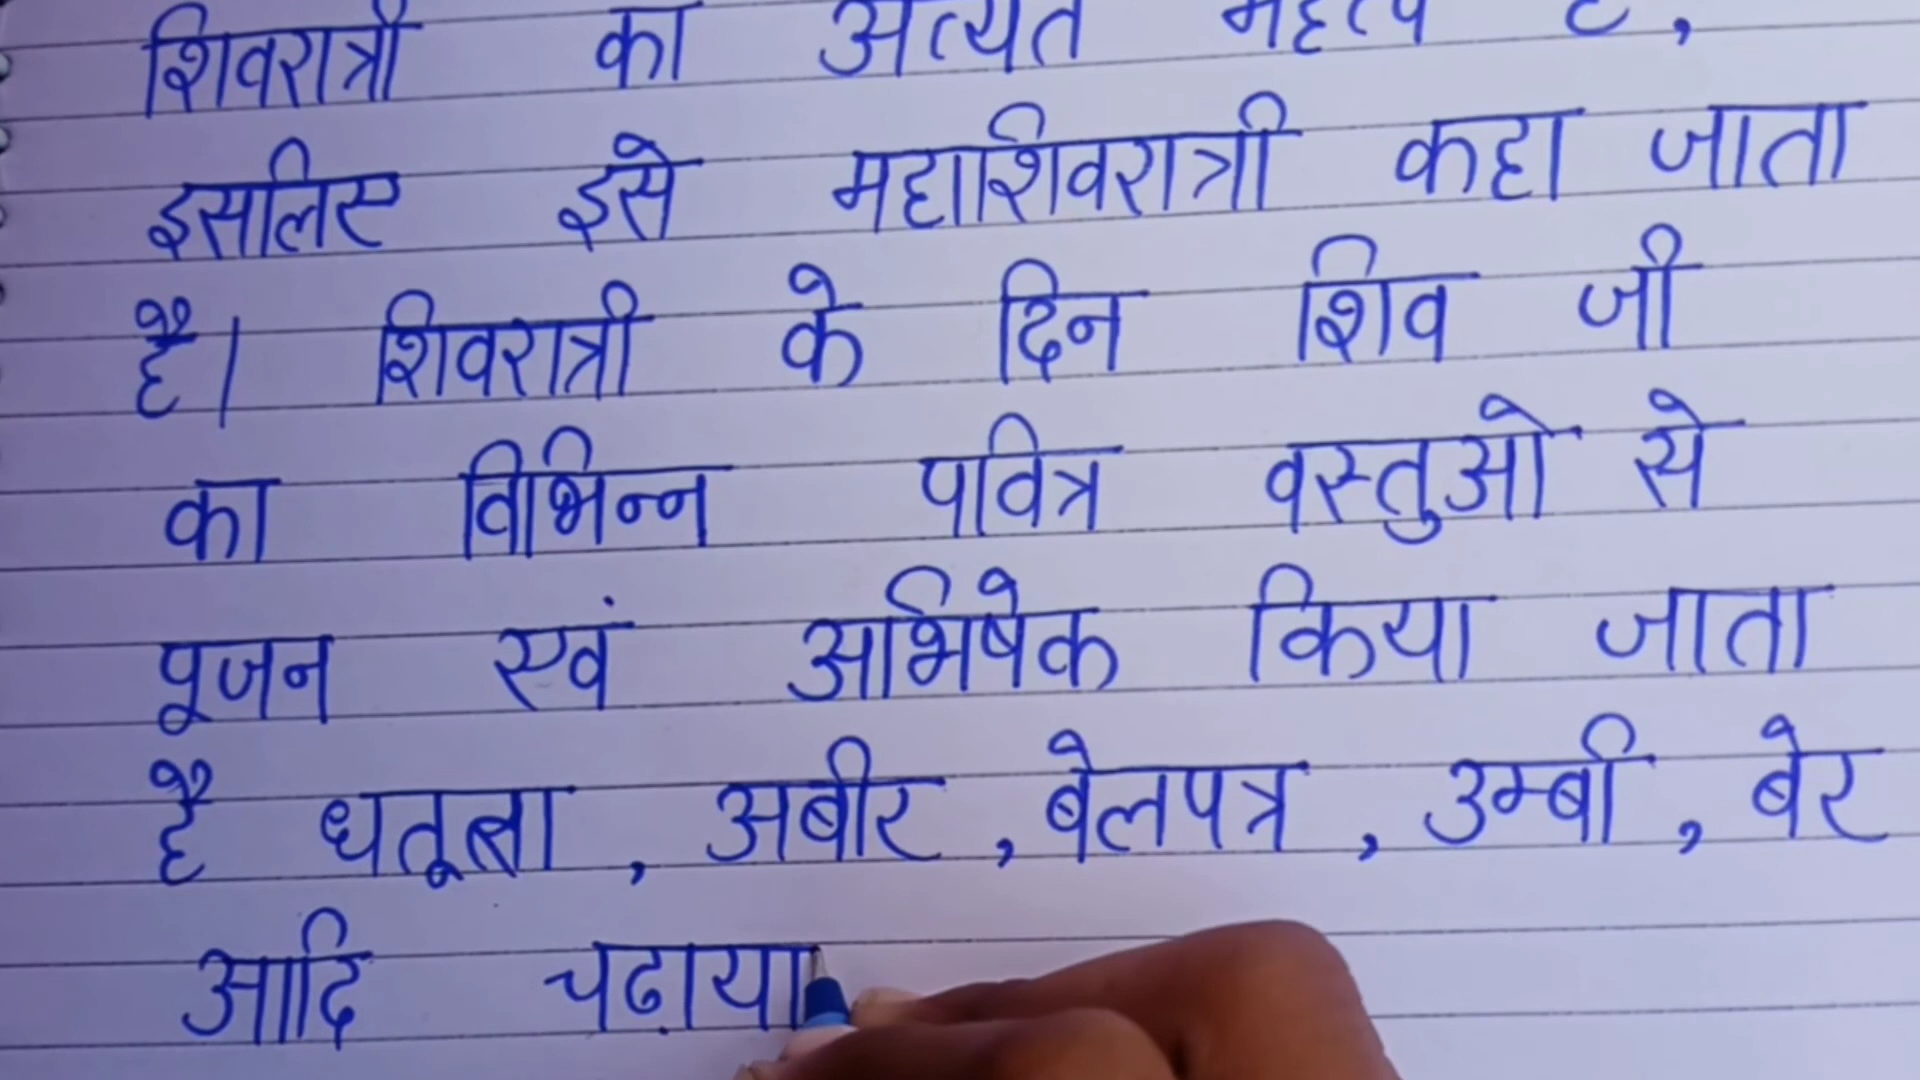 शिवरात्री का अत्यंत महत्व है,
इसलिए इसे महाशिवरात्री कहा जाता
है। शिवरात्री के दिन शिव जी
का विभिन्न पवित्र वस्तुओ से
पूजन एवं अभिषेक किया जाता
है धतूरा, अबीर, बेलपत्र, उम्बी, बेर
आदि चढ़ाया